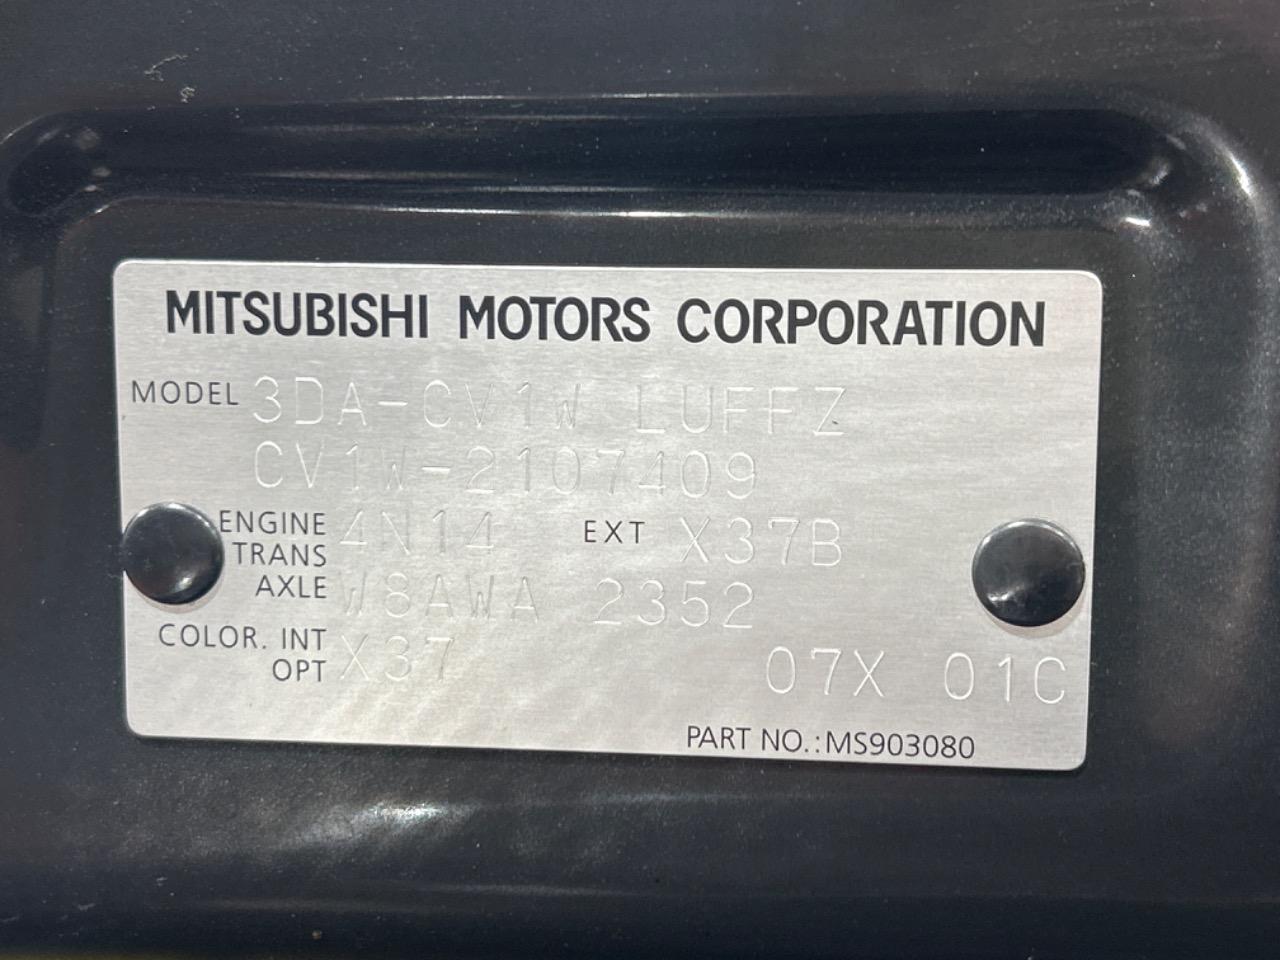 MITSUBISHI MOTORS CORPORATION
MODEL 3DA-CV1W LUFFZ
CV1W-2107409
ENGINE 4N14 EXT X37B
TRANS
AXLE W8AWA 2352
COLOR. INT X37
OPT 07X 01C
PART NO.:MS903080